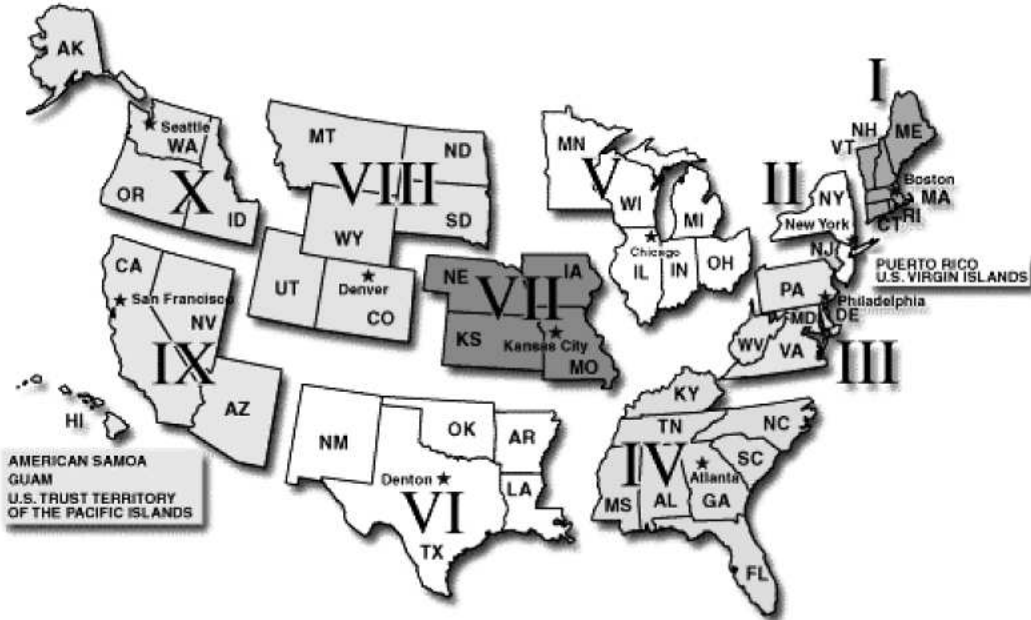 AK
Seattle
WA
OR
X
ID
MT
ND
VIII
SD
WY
UT
Denver
CO
CA
San Francisco
NV
IX
AZ
HI
AMERICAN SAMOA
GUAM
U.S. TRUST TERRITORY
OF THE PACIFIC ISLANDS
NE
IA
VII
KS
Kansas City
MO
NM
OK
AR
Denton
LA
VI
TX
MN
V
WI
MI
Chicago
IL
IN
OH
I
NH
ME
VT
Boston
MA
RI
CT
II
NY
New York
NJ
PUERTO RICO
U.S. VIRGIN ISLANDS
PA
Philadelphia
DE
MD
WV
VA
III
KY
TN
NC
IV
SC
Atlanta
MS
AL
GA
FL